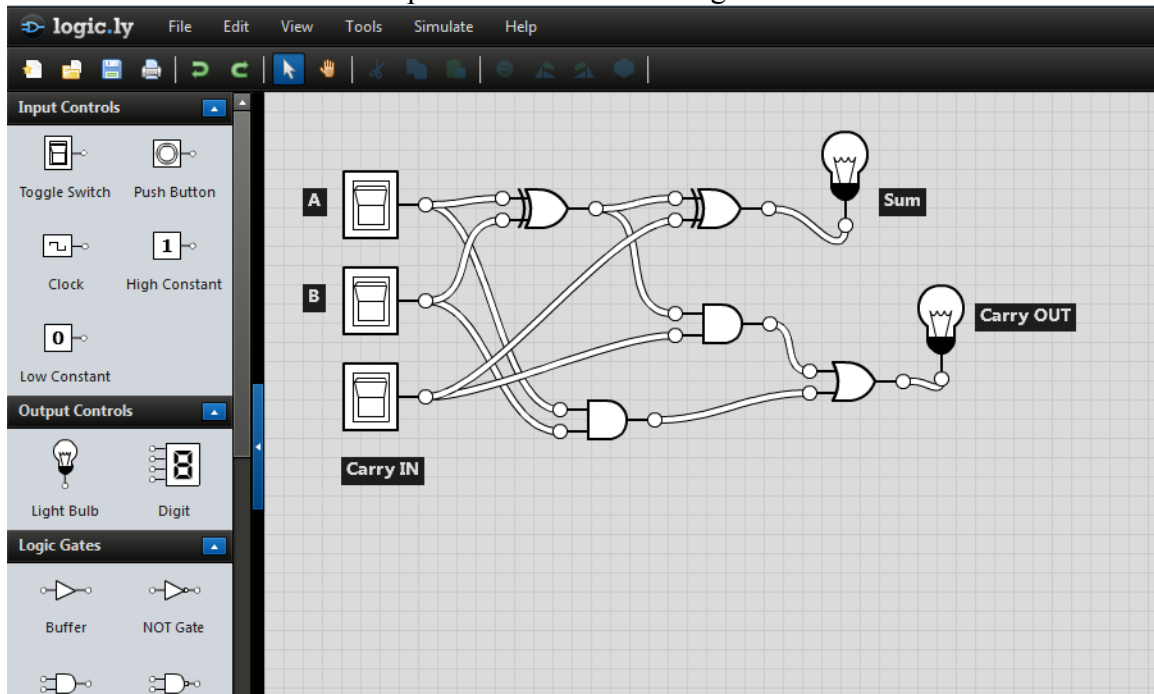 logic.ly File Edit View Tools Simulate Help
Input Controls
Toggle Switch Push Button
1
Clock High Constant
0
Low Constant
Output Controls
8
Light Bulb Digit
Logic Gates
Buffer NOT Gate
A
B
Carry IN
Sum
Carry OUT